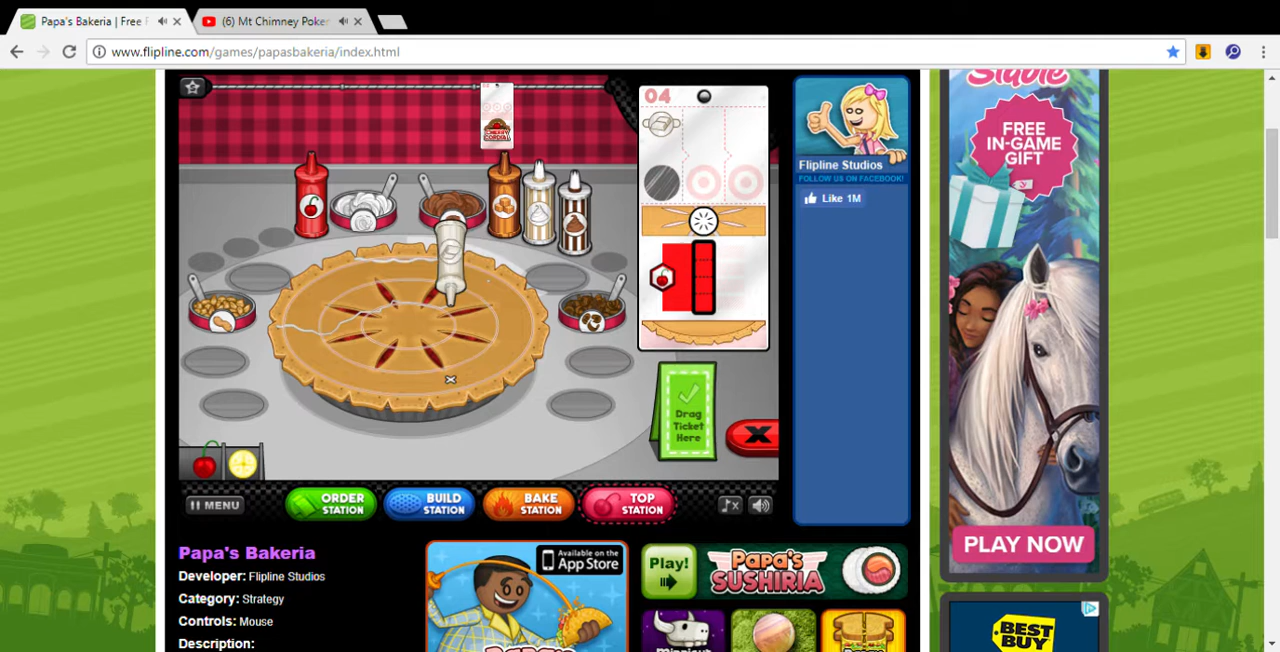 Papa's Bakeria | Free F
(6) Mt Chimney Poker
www.flipline.com/games/papasbakeria/index.html
CHERRY
CORDIAL
04
Drag
Ticket
Here
MENU
ORDER
STATION
BUILD
STATION
BAKE
STATION
TOP
STATION
Flipline Studios
FOLLOW US ON FACEBOOK!
Like 1M
FREE
IN-GAME
GIFT
PLAY NOW
Papa's Bakeria
Developer: Flipline Studios
Category: Strategy
Controls: Mouse
Description:
Available on the
App Store
Play!
Papa's
SUSHIRIA
BEST
BUY